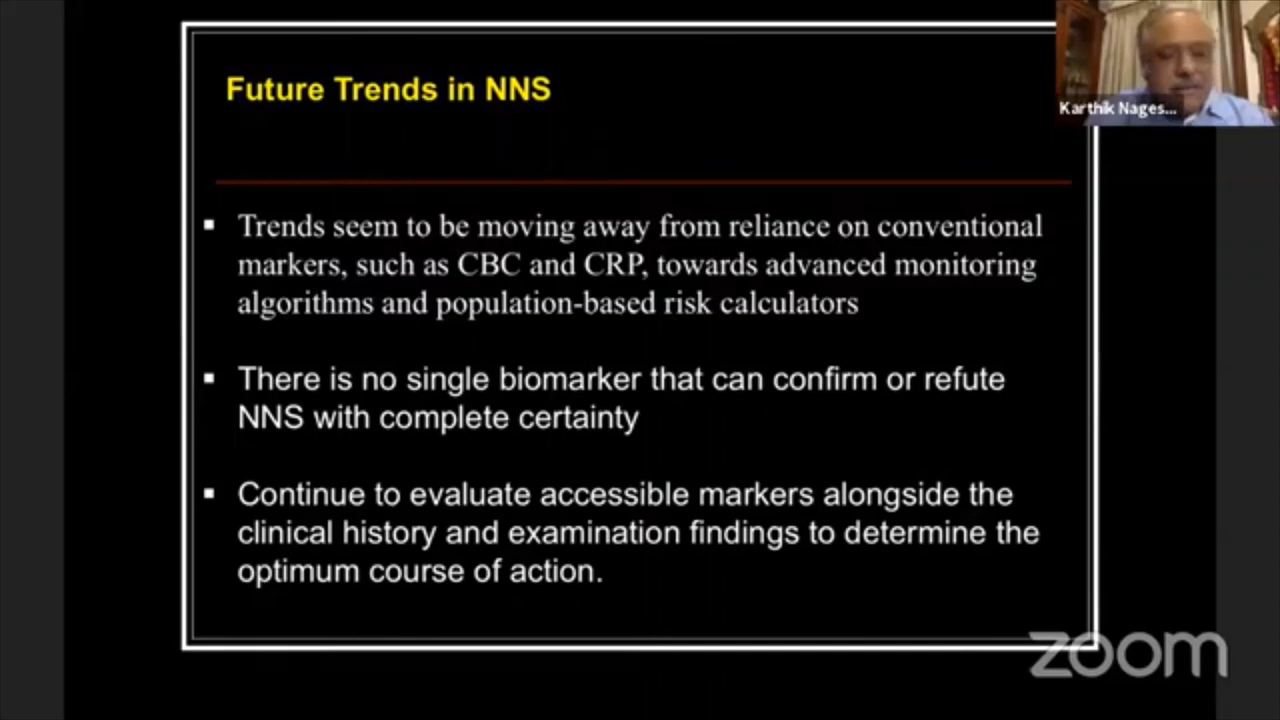 Future Trends in NNS
Karthik Nages...
▪ Trends seem to be moving away from reliance on conventional
markers, such as CBC and CRP, towards advanced monitoring
algorithms and population-based risk calculators
▪ There is no single biomarker that can confirm or refute
NNS with complete certainty
▪ Continue to evaluate accessible markers alongside the
clinical history and examination findings to determine the
optimum course of action.
zoom